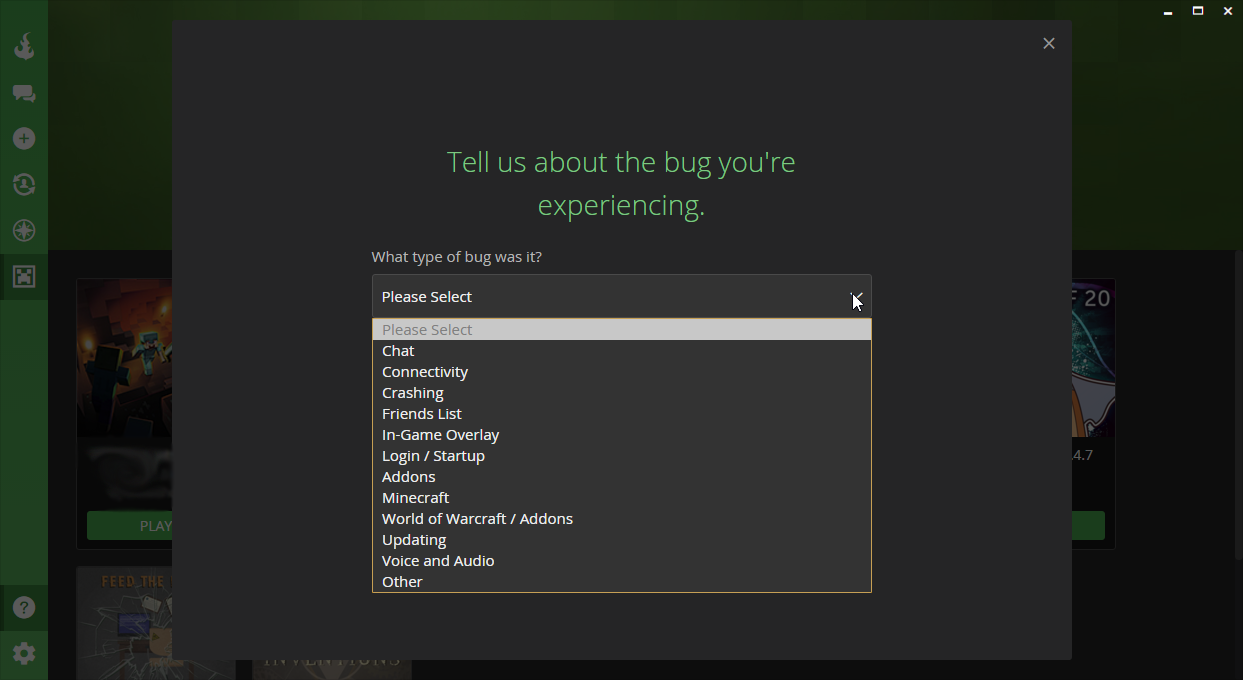 Tell us about the bug you're
experiencing.
What type of bug was it?
Please Select
Please Select
Chat
Connectivity
Crashing
Friends List
In-Game Overlay
Login / Startup
Addons
Minecraft
World of Warcraft / Addons
Updating
Voice and Audio
Other
F 20
.4.7
PLAY
FEED THE
INVENTIONS